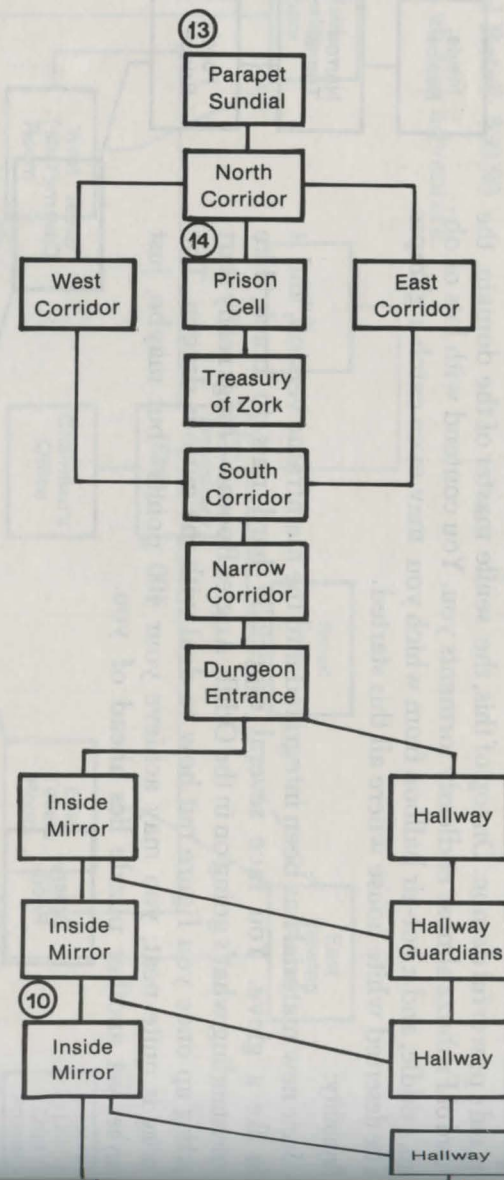 13
Parapet
Sundial
North
Corridor
14
West
Corridor
Prison
Cell
East
Corridor
Treasury
of Zork
South
Corridor
Narrow
Corridor
Dungeon
Entrance
Inside
Mirror
Hallway
Inside
Mirror
Hallway
Guardians
10
Inside
Mirror
Hallway
Hallway